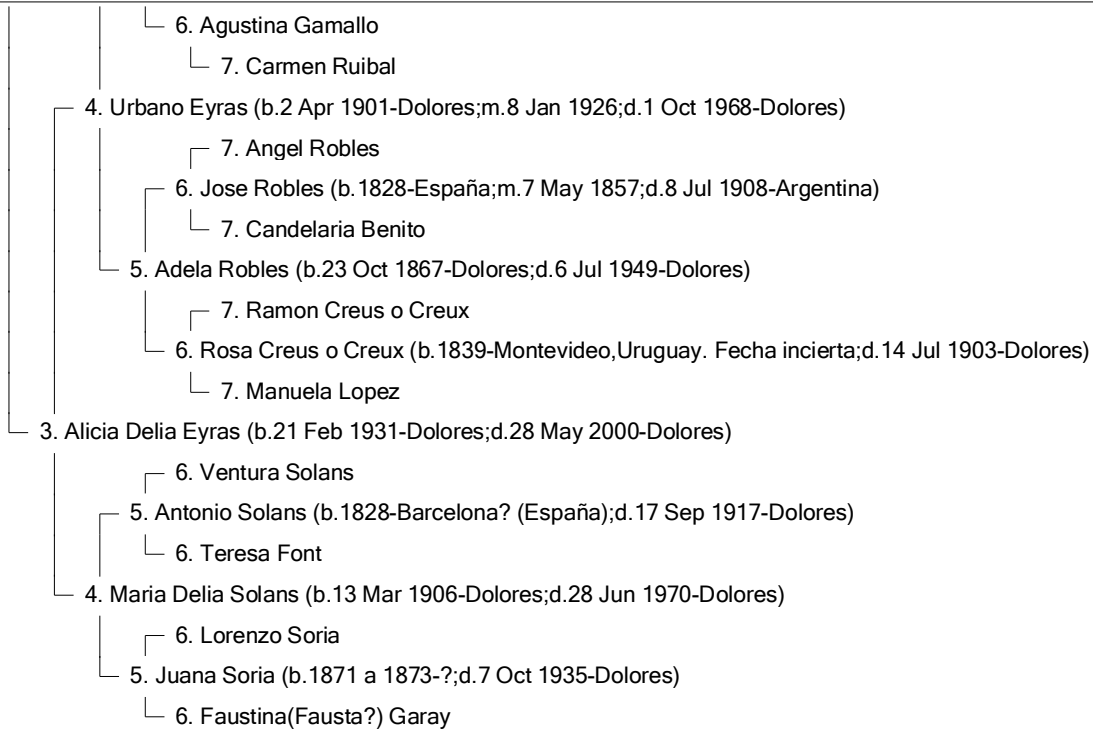 6. Agustina Gamallo
7. Carmen Ruibal
4. Urbano Eyras (b.2 Apr 1901-Dolores;m.8 Jan 1926;d.1 Oct 1968-Dolores)
7. Angel Robles
6. Jose Robles (b.1828-España;m.7 May 1857;d.8 Jul 1908-Argentina)
7. Candelaria Benito
5. Adela Robles (b.23 Oct 1867-Dolores;d.6 Jul 1949-Dolores)
7. Ramon Creus o Creux
6. Rosa Creus o Creux (b.1839-Montevideo,Uruguay. Fecha incierta;d.14 Jul 1903-Dolores)
7. Manuela Lopez
3. Alicia Delia Eyras (b.21 Feb 1931-Dolores;d.28 May 2000-Dolores)
6. Ventura Solans
5. Antonio Solans (b.1828-Barcelona? (España);d.17 Sep 1917-Dolores)
6. Teresa Font
4. Maria Delia Solans (b.13 Mar 1906-Dolores;d.28 Jun 1970-Dolores)
6. Lorenzo Soria
5. Juana Soria (b.1871 a 1873-?;d.7 Oct 1935-Dolores)
6. Faustina(Fausta?) Garay